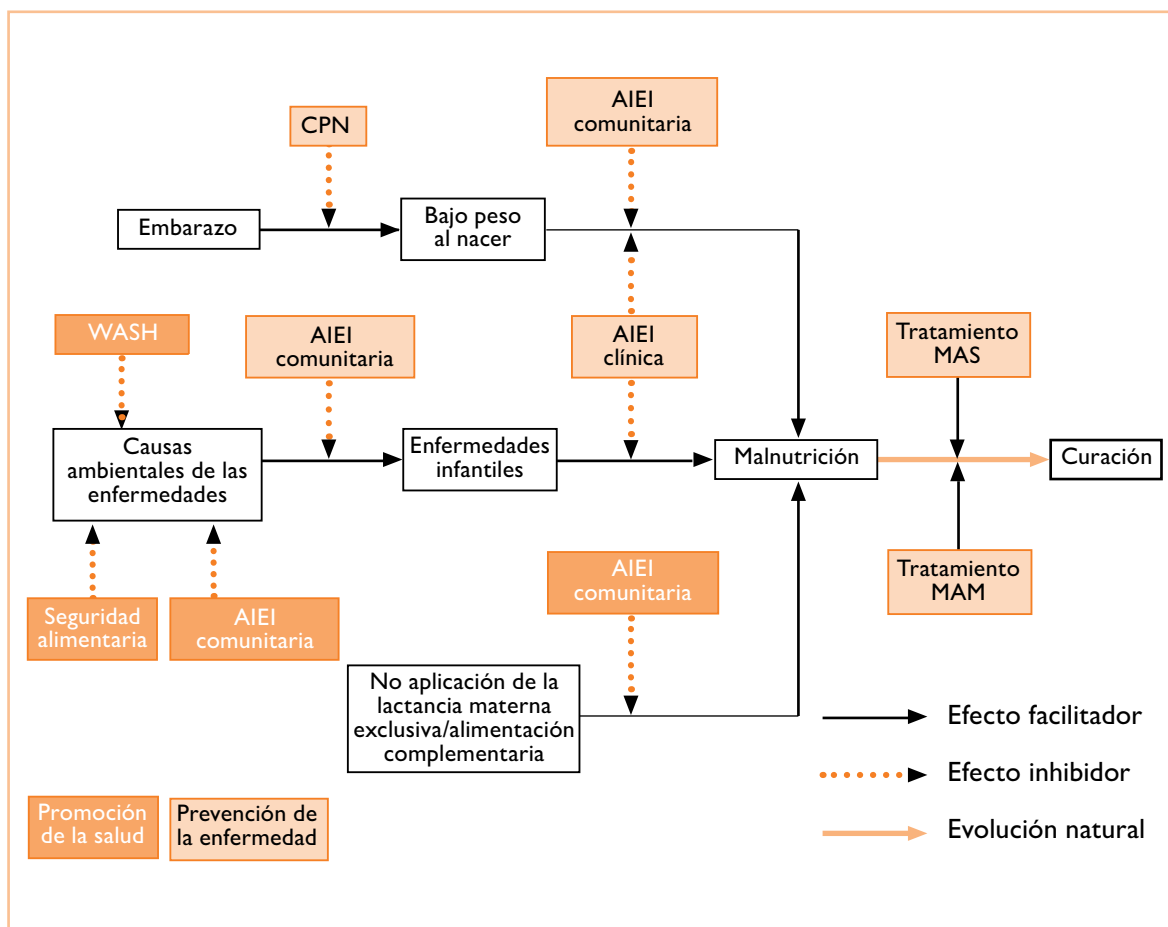 CPN
AIEI
comunitaria
Embarazo
Bajo peso
al nacer
WASH
AIEI
comunitaria
AIEI
clínica
Tratamiento
MAS
Causas
ambientales de las
enfermedades
Enfermedades
infantiles
Malnutrición
Curación
Seguridad
alimentaria
AIEI
comunitaria
AIEI
comunitaria
Tratamiento
MAM
No aplicación de la
lactancia materna
exclusiva/alimentación
complementaria
Efecto facilitador
Efecto inhibidor
Evolución natural
Promoción
de la salud
Prevención de
la enfermedad